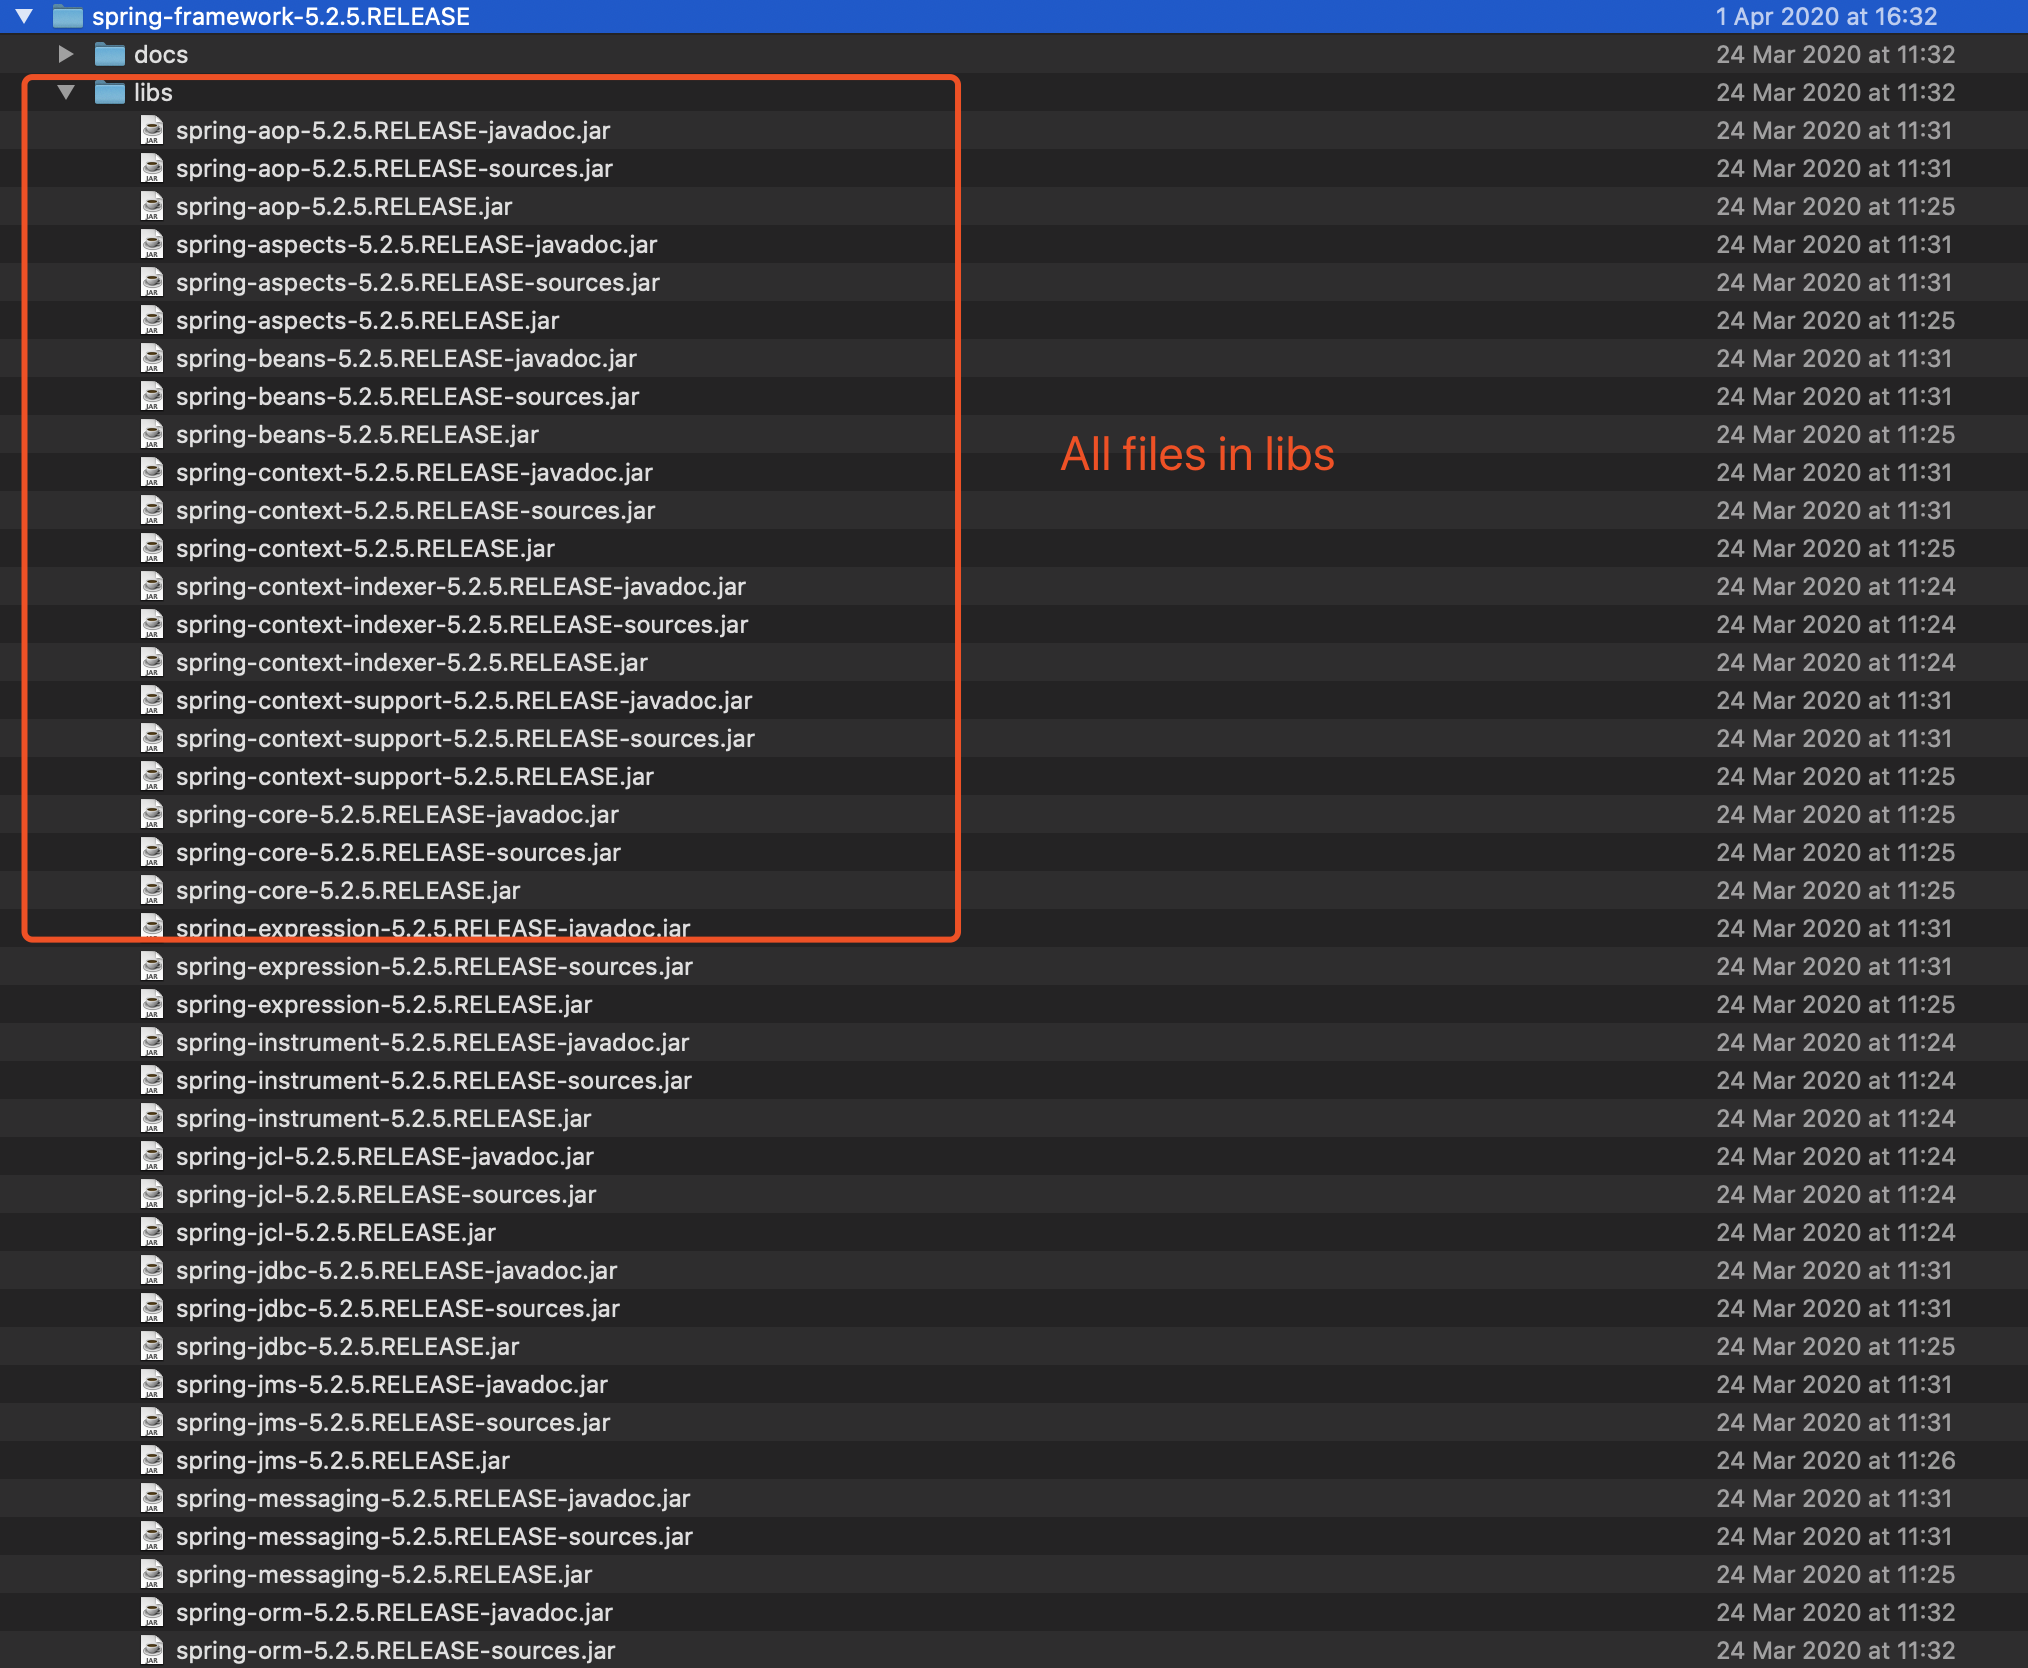 spring-framework-5.2.5.RELEASE 1 Apr 2020 at 16:32
docs 24 Mar 2020 at 11:32
libs 24 Mar 2020 at 11:32
spring-aop-5.2.5.RELEASE-javadoc.jar 24 Mar 2020 at 11:31
spring-aop-5.2.5.RELEASE-sources.jar 24 Mar 2020 at 11:31
spring-aop-5.2.5.RELEASE.jar 24 Mar 2020 at 11:25
spring-aspects-5.2.5.RELEASE-javadoc.jar 24 Mar 2020 at 11:31
spring-aspects-5.2.5.RELEASE-sources.jar 24 Mar 2020 at 11:31
spring-aspects-5.2.5.RELEASE.jar 24 Mar 2020 at 11:25
spring-beans-5.2.5.RELEASE-javadoc.jar 24 Mar 2020 at 11:31
spring-beans-5.2.5.RELEASE-sources.jar 24 Mar 2020 at 11:31
spring-beans-5.2.5.RELEASE.jar 24 Mar 2020 at 11:25
All files in libs
spring-context-5.2.5.RELEASE-javadoc.jar 24 Mar 2020 at 11:31
spring-context-5.2.5.RELEASE-sources.jar 24 Mar 2020 at 11:31
spring-context-5.2.5.RELEASE.jar 24 Mar 2020 at 11:25
spring-context-indexer-5.2.5.RELEASE-javadoc.jar 24 Mar 2020 at 11:24
spring-context-indexer-5.2.5.RELEASE-sources.jar 24 Mar 2020 at 11:24
spring-context-indexer-5.2.5.RELEASE.jar 24 Mar 2020 at 11:24
spring-context-support-5.2.5.RELEASE-javadoc.jar 24 Mar 2020 at 11:31
spring-context-support-5.2.5.RELEASE-sources.jar 24 Mar 2020 at 11:31
spring-context-support-5.2.5.RELEASE.jar 24 Mar 2020 at 11:25
spring-core-5.2.5.RELEASE-javadoc.jar 24 Mar 2020 at 11:25
spring-core-5.2.5.RELEASE-sources.jar 24 Mar 2020 at 11:25
spring-core-5.2.5.RELEASE.jar 24 Mar 2020 at 11:25
spring-expression-5.2.5.RELEASE-javadoc.jar 24 Mar 2020 at 11:31
spring-expression-5.2.5.RELEASE-sources.jar 24 Mar 2020 at 11:31
spring-expression-5.2.5.RELEASE.jar 24 Mar 2020 at 11:25
spring-instrument-5.2.5.RELEASE-javadoc.jar 24 Mar 2020 at 11:24
spring-instrument-5.2.5.RELEASE-sources.jar 24 Mar 2020 at 11:24
spring-instrument-5.2.5.RELEASE.jar 24 Mar 2020 at 11:24
spring-jcl-5.2.5.RELEASE-javadoc.jar 24 Mar 2020 at 11:24
spring-jcl-5.2.5.RELEASE-sources.jar 24 Mar 2020 at 11:24
spring-jcl-5.2.5.RELEASE.jar 24 Mar 2020 at 11:24
spring-jdbc-5.2.5.RELEASE-javadoc.jar 24 Mar 2020 at 11:31
spring-jdbc-5.2.5.RELEASE-sources.jar 24 Mar 2020 at 11:31
spring-jdbc-5.2.5.RELEASE.jar 24 Mar 2020 at 11:25
spring-jms-5.2.5.RELEASE-javadoc.jar 24 Mar 2020 at 11:31
spring-jms-5.2.5.RELEASE-sources.jar 24 Mar 2020 at 11:31
spring-jms-5.2.5.RELEASE.jar 24 Mar 2020 at 11:26
spring-messaging-5.2.5.RELEASE-javadoc.jar 24 Mar 2020 at 11:31
spring-messaging-5.2.5.RELEASE-sources.jar 24 Mar 2020 at 11:31
spring-messaging-5.2.5.RELEASE.jar 24 Mar 2020 at 11:25
spring-orm-5.2.5.RELEASE-javadoc.jar 24 Mar 2020 at 11:32
spring-orm-5.2.5.RELEASE-sources.jar 24 Mar 2020 at 11:32